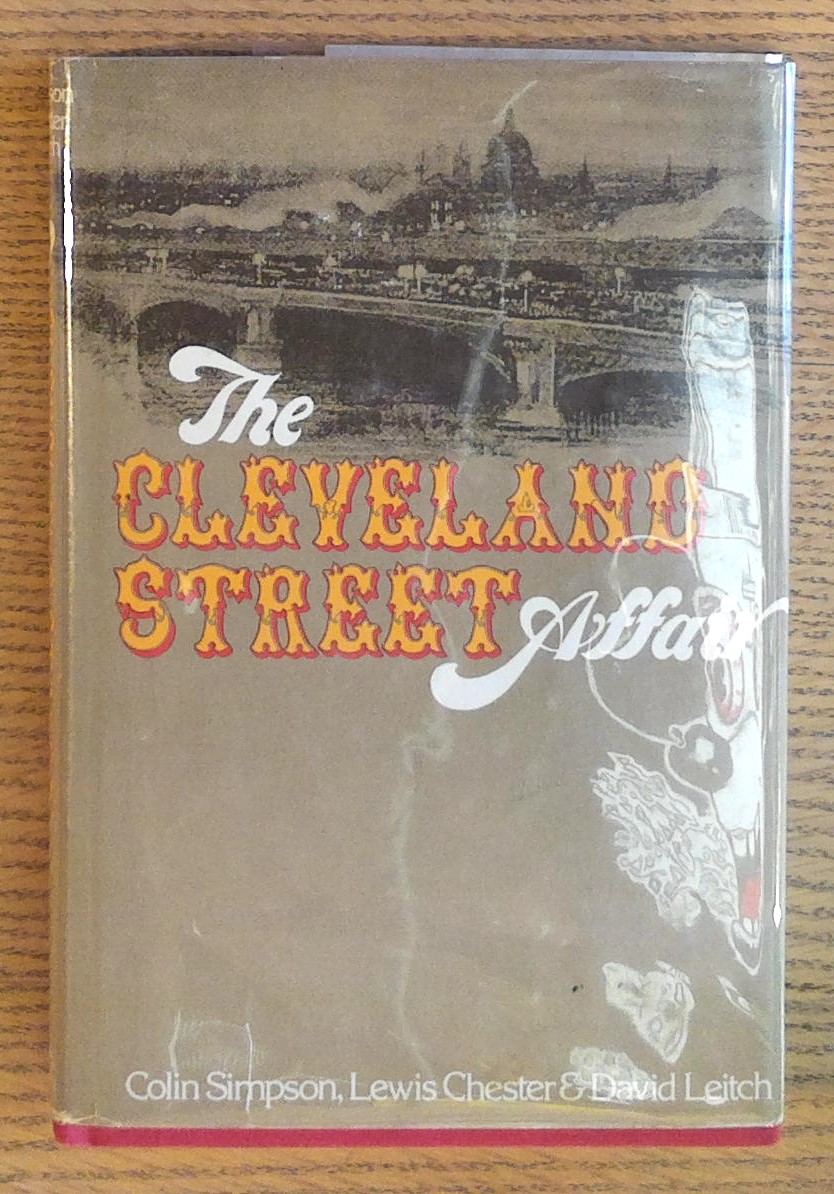 The
CLEVELAND
STREET Affair
Colin Simpson, Lewis Chester & David Leitch